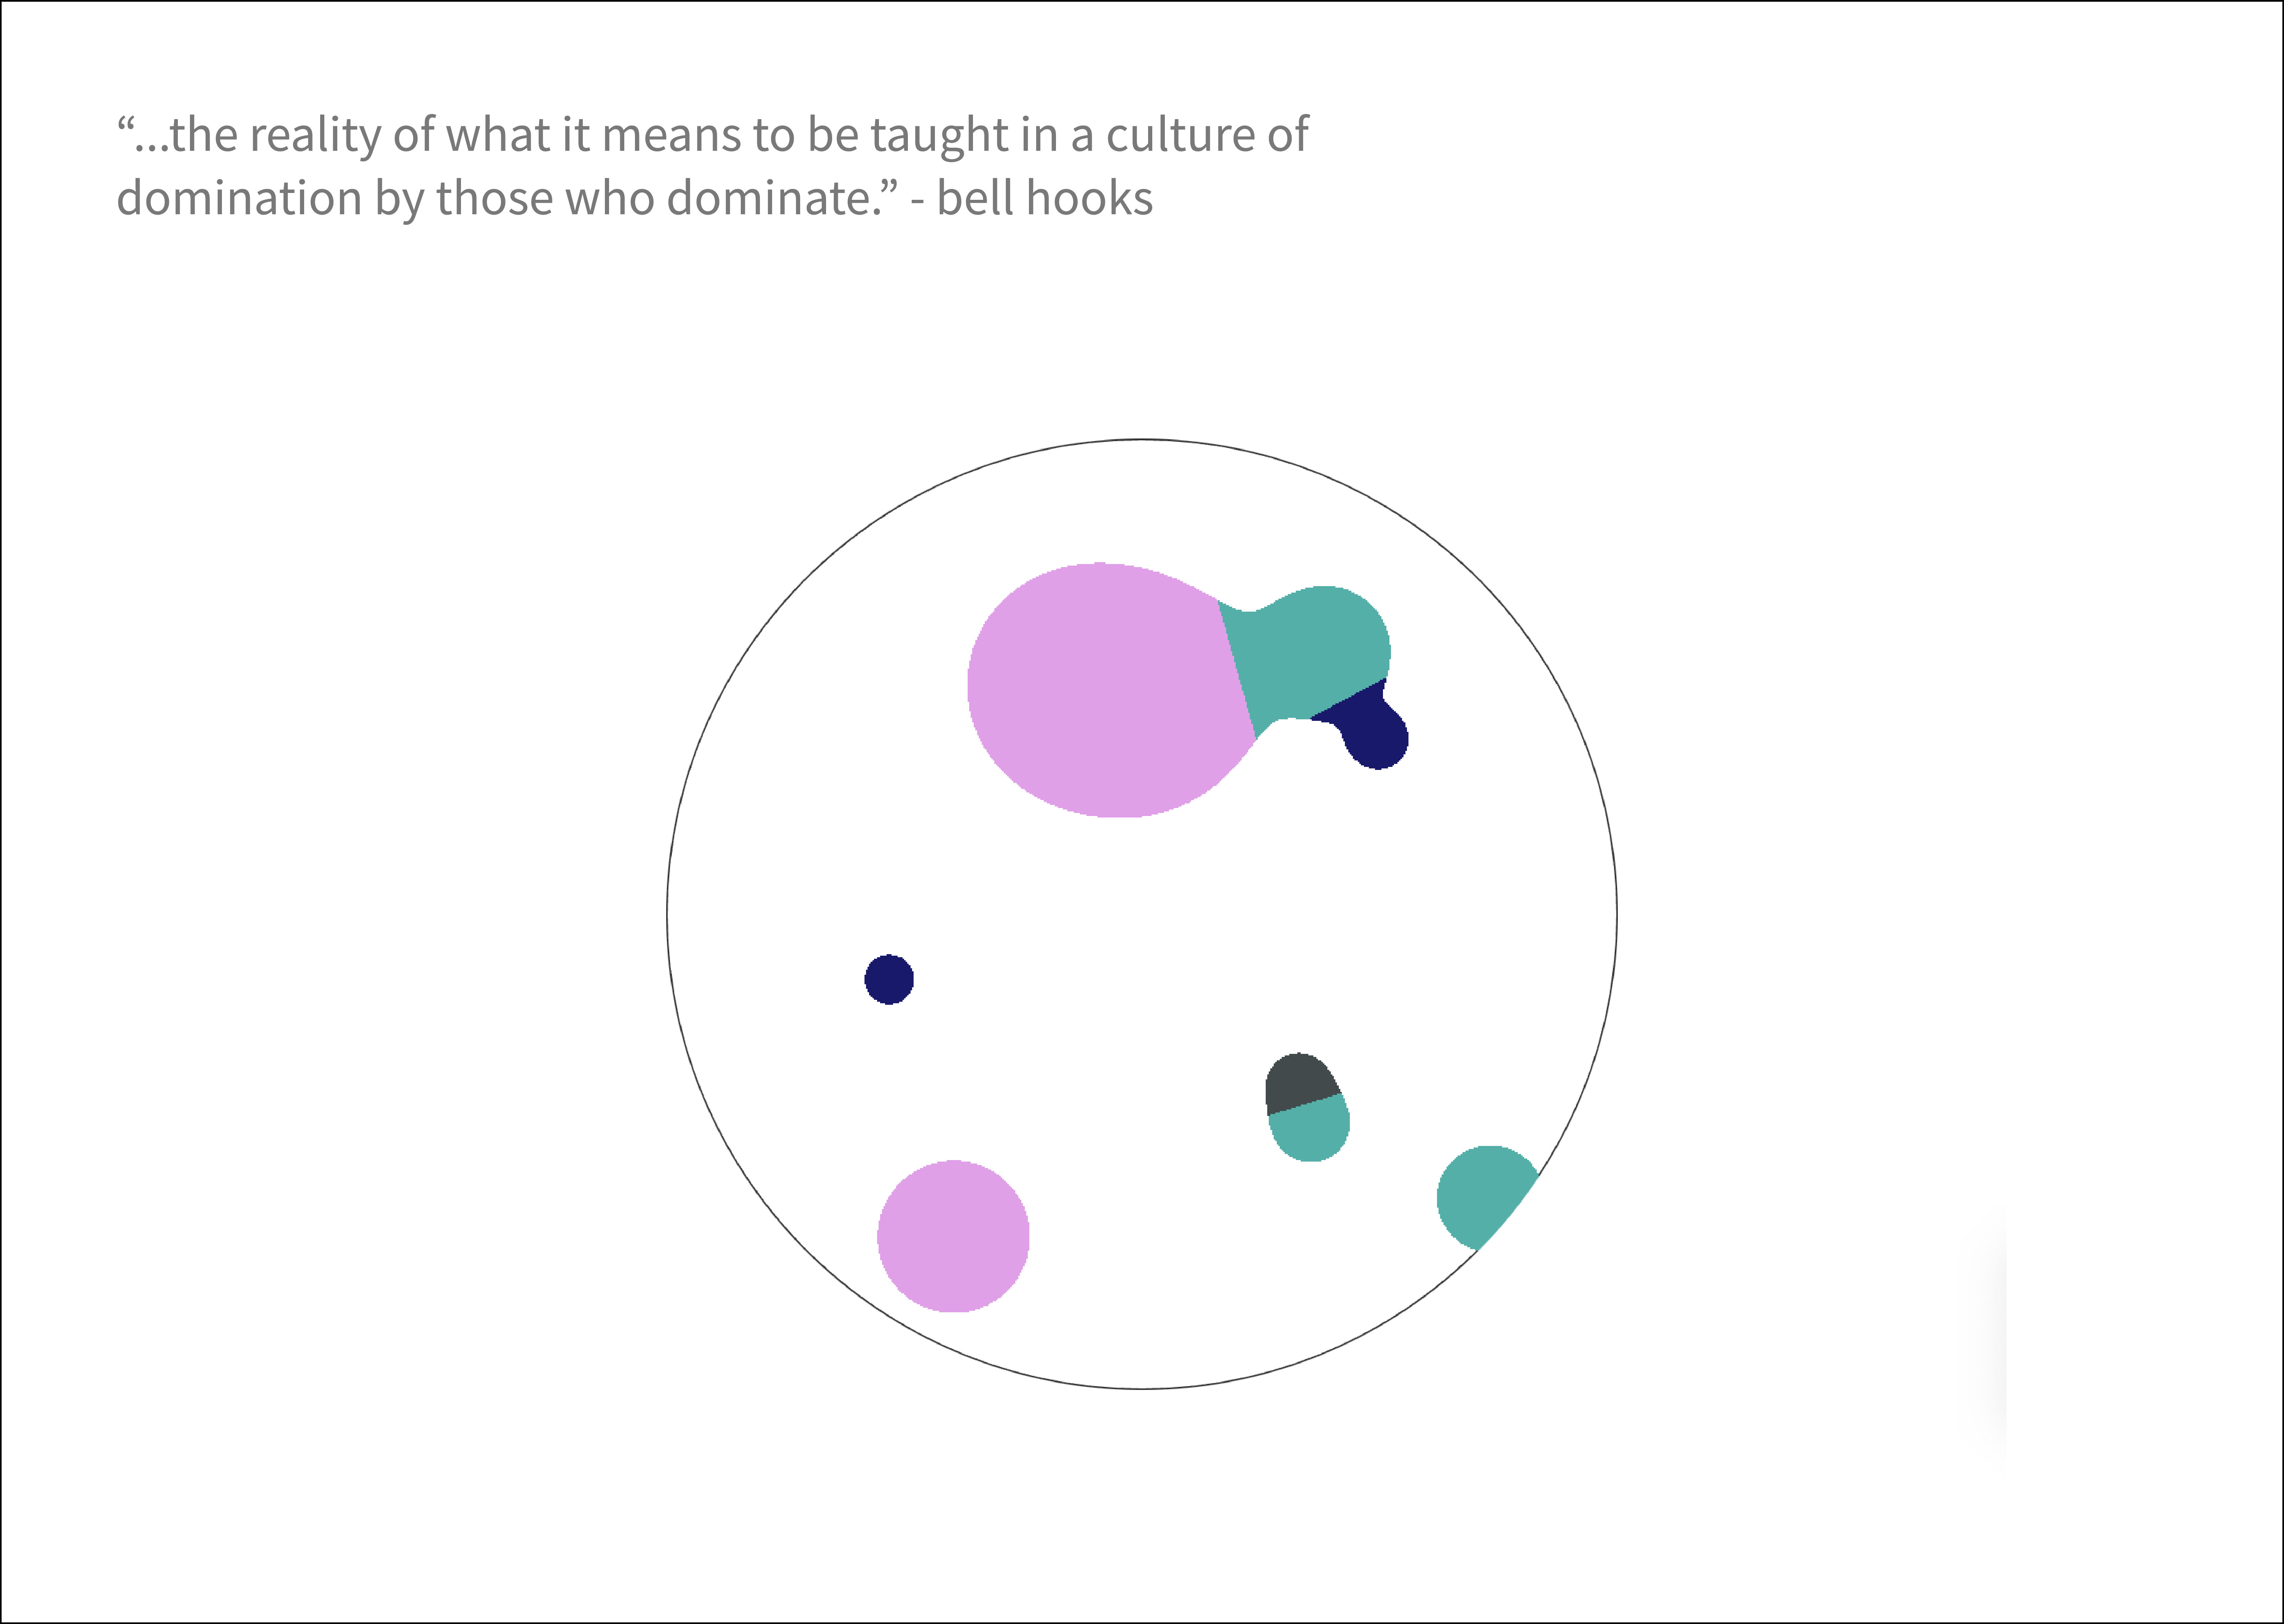 “…the reality of what it means to be taught in a culture of
domination by those who dominate.” - bell hooks